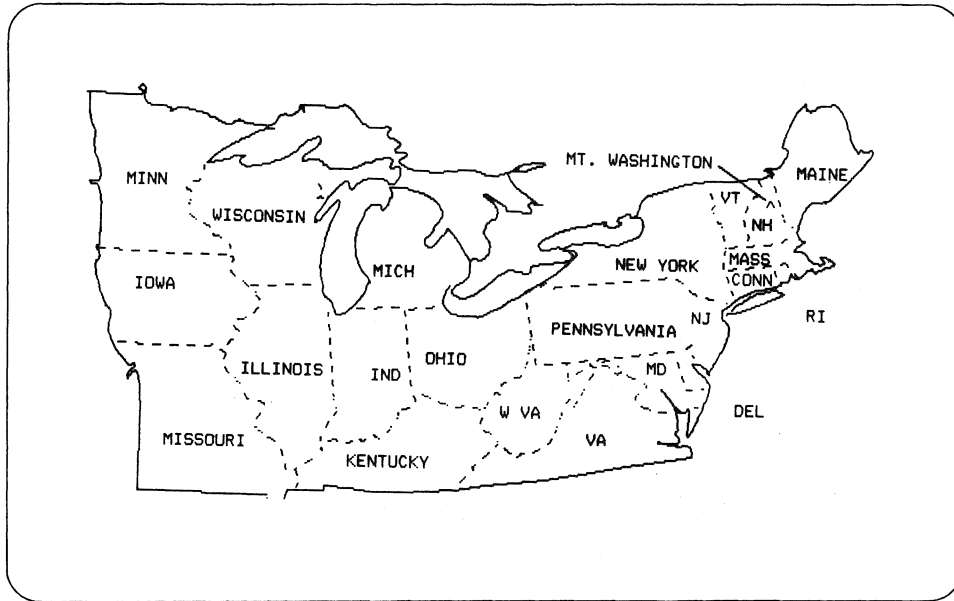 MT. WASHINGTON
MAINE
MINN
VT
WISCONSIN
NH
MASS
NEW YORK
MICH
CONN
IOWA
NJ
RI
PENNSYLVANIA
OHIO
ILLINOIS
IND
MD
W VA
DEL
MISSOURI
VA
KENTUCKY